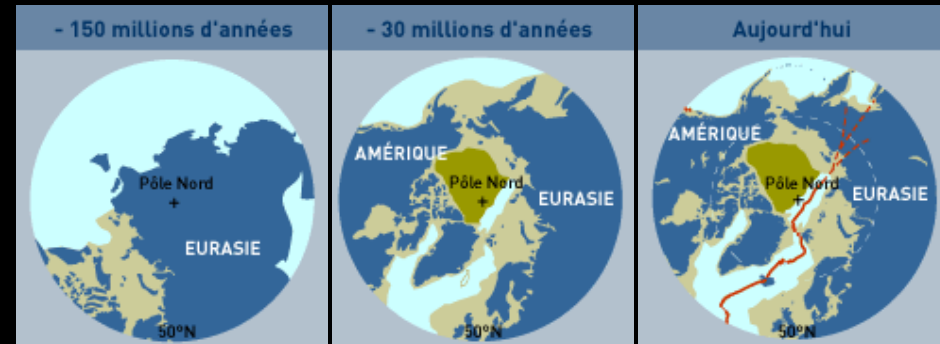 - 150 millions d'années
Pôle Nord
EURASIE
50°N
- 30 millions d'années
AMÉRIQUE
Pôle Nord
EURASIE
50°N
Aujourd'hui
AMÉRIQUE
Pôle Nord
EURASIE
50°N